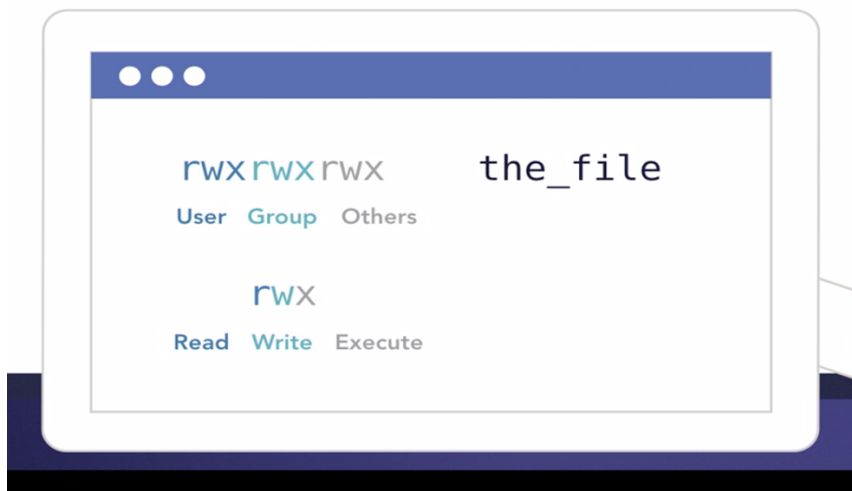 rwxrwxrwx the_file
User Group Others
rwx
Read Write Execute